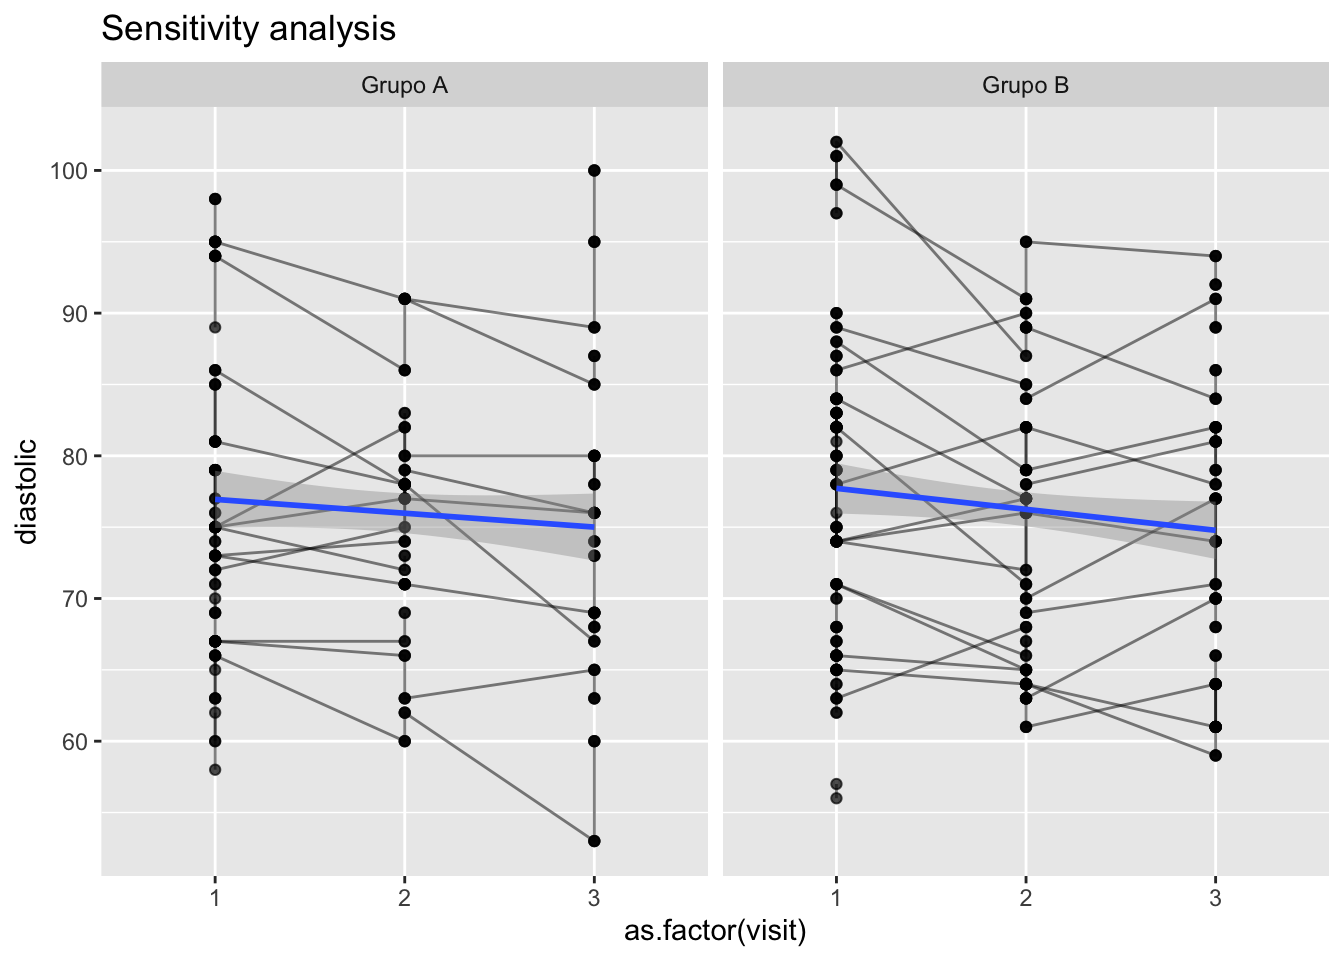 Sensitivity analysis
Grupo A
Grupo B
100
90
80
70
60
diastolic
1 2 3
1 2 3
as.factor(visit)